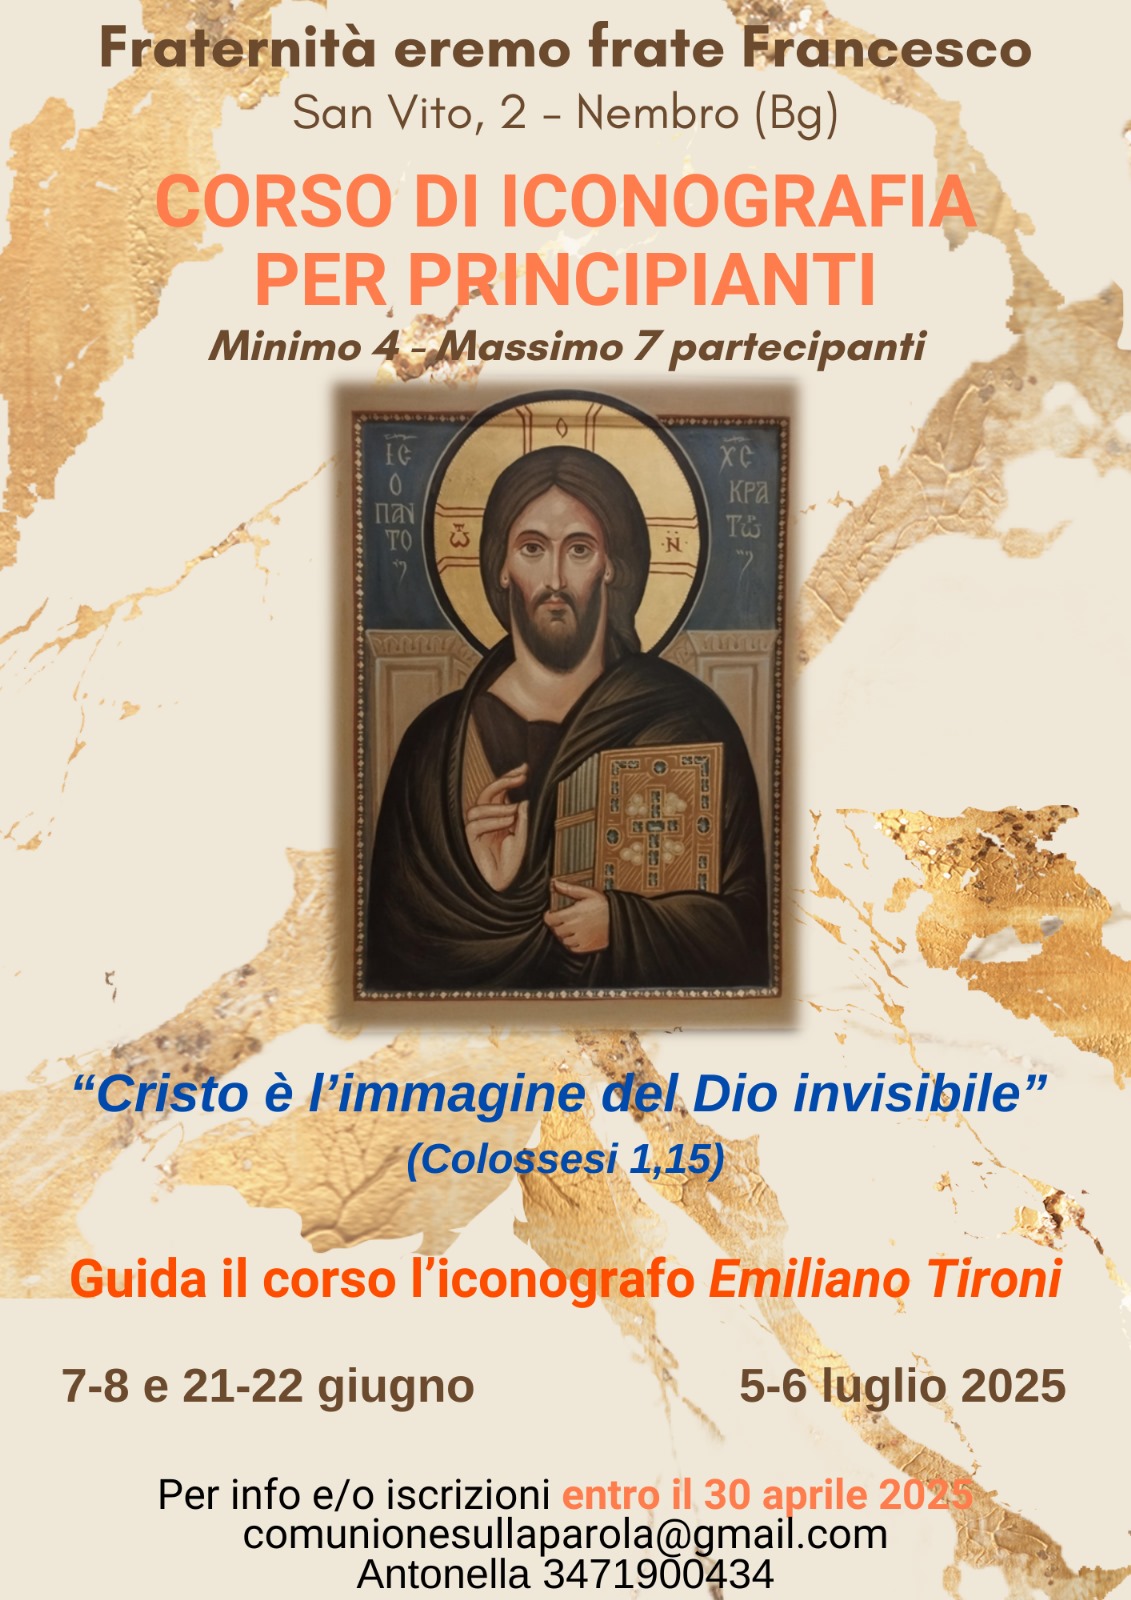 Fraternità eremo frate Francesco
San Vito, 2 - Nembro (Bg)
CORSO DI ICONOGRAFIA
PER PRINCIPIANTI
Minimo 4 - Massimo 7 partecipanti
ΙϹ ΧϹ
Ο ΚΡΑ
ΠΑΝ ΤΩΡ
ΤΟ
Ѡ Ν
“Cristo è l’immagine del Dio invisibile”
(Colossesi 1,15)
Guida il corso l’iconografo Emiliano Tironi
7-8 e 21-22 giugno 5-6 luglio 2025
Per info e/o iscrizioni entro il 30 aprile 2025
comunionesullaparola@gmail.com
Antonella 3471900434